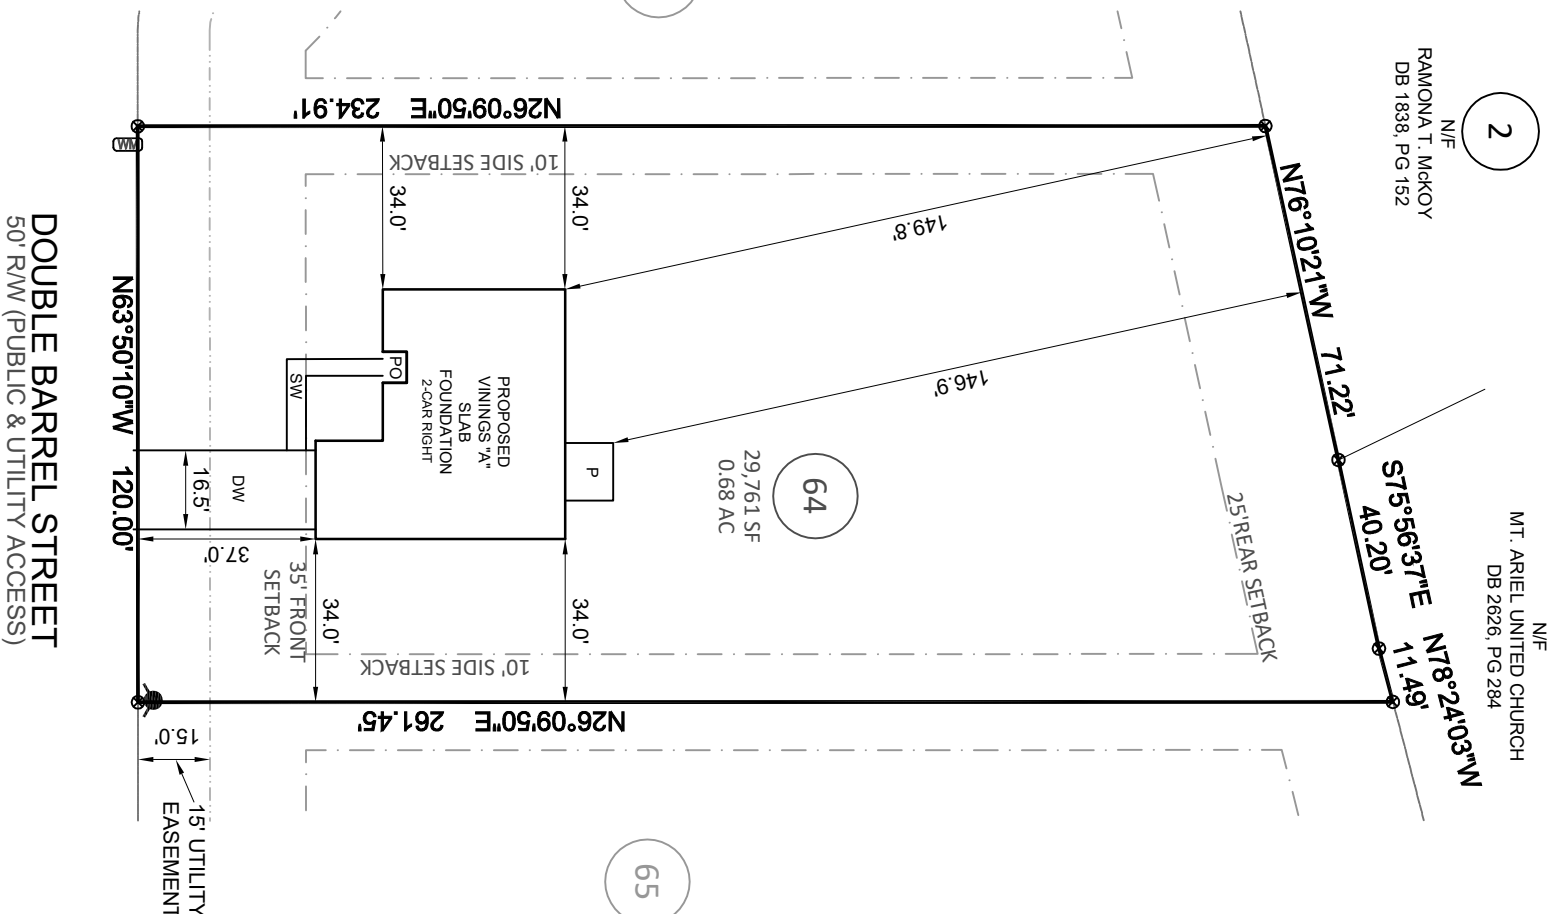 2
N/F
RAMONA T. McKOY
DB 1838, PG 152
N/F
MT. ARIEL UNITED CHURCH
DB 2626, PG 284
N76°10'21"W 71.22'
S75°56'37"E
40.20'
N78°24'03"W
11.49'
N26°09'50"E 234.91'
10' SIDE SETBACK
34.0'
34.0'
149.8'
146.9'
25'REAR SETBACK
64
29,761 SF
0.68 AC
P
PROPOSED
VININGS "A"
SLAB
FOUNDATION
2-CAR RIGHT
PO
SW
DW
16.5'
37.0'
35' FRONT
SETBACK
34.0'
34.0'
10' SIDE SETBACK
N26°09'50"E 261.45'
WM
N63°50'10"W 120.00'
15.0'
15' UTILITY
EASEMENT
DOUBLE BARREL STREET
50' R/W (PUBLIC & UTILITY ACCESS)
65